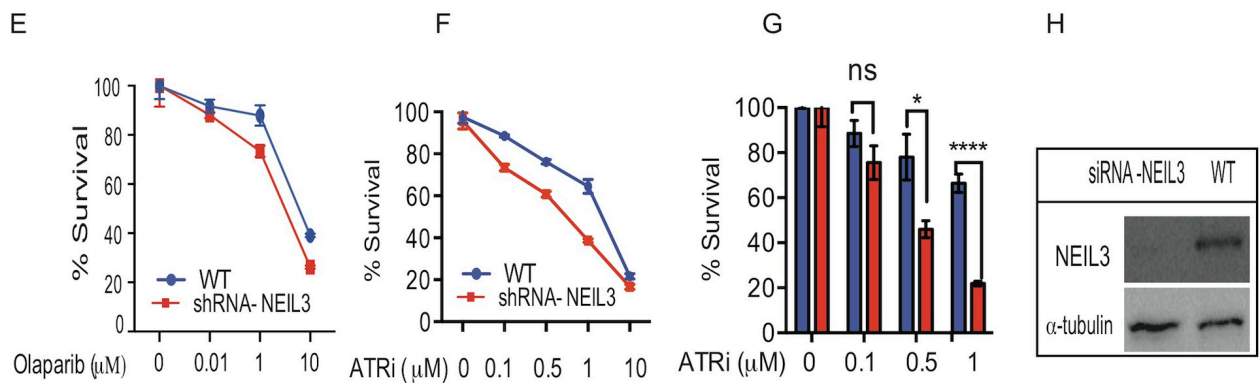 E
% Survival
100
80
60
40
20
0
WT
shRNA- NEIL3
Olaparib (μM) 0 0.01 1 10
F
% Survival
100
80
60
40
20
0
WT
shRNA- NEIL3
ATRi (μM) 0 0.1 0.5 1 10
G
% Survival
100
80
60
40
20
0
ns
*
****
ATRi (μM) 0 0.1 0.5 1
H
siRNA -NEIL3 WT
NEIL3
α-tubulin